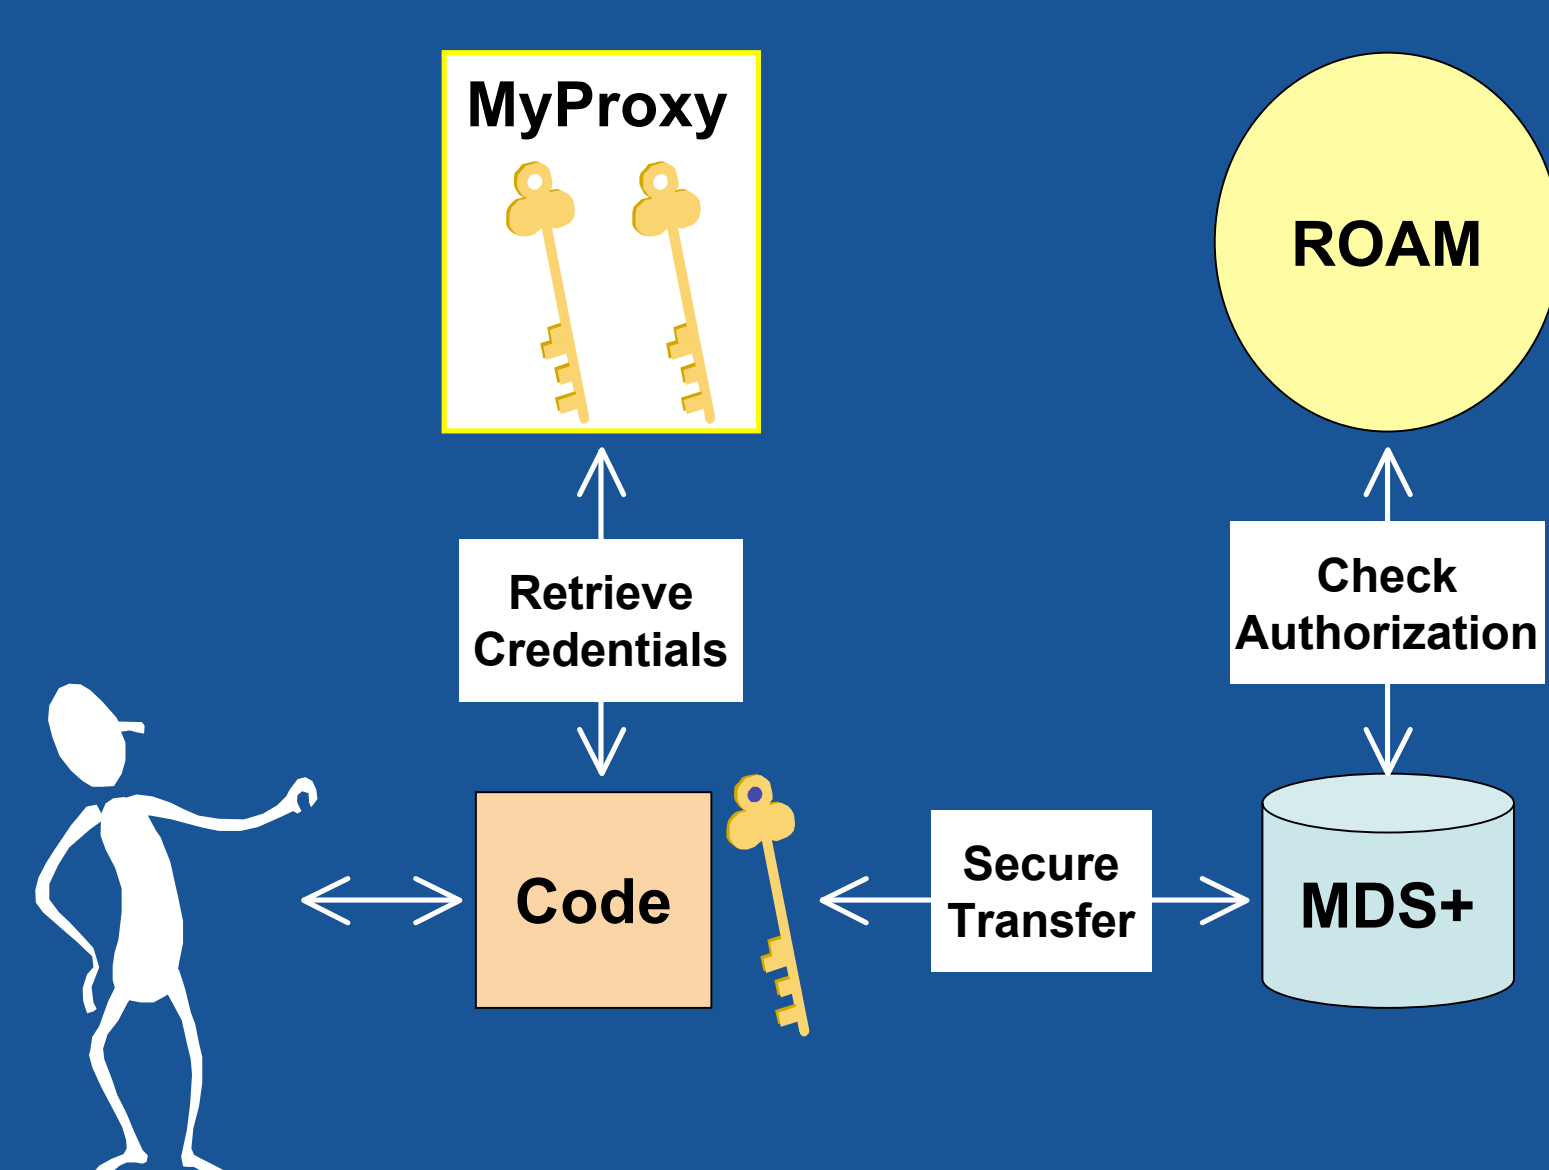 MyProxy
ROAM
Retrieve
Credentials
Check
Authorization
Code
Secure
Transfer
MDS+